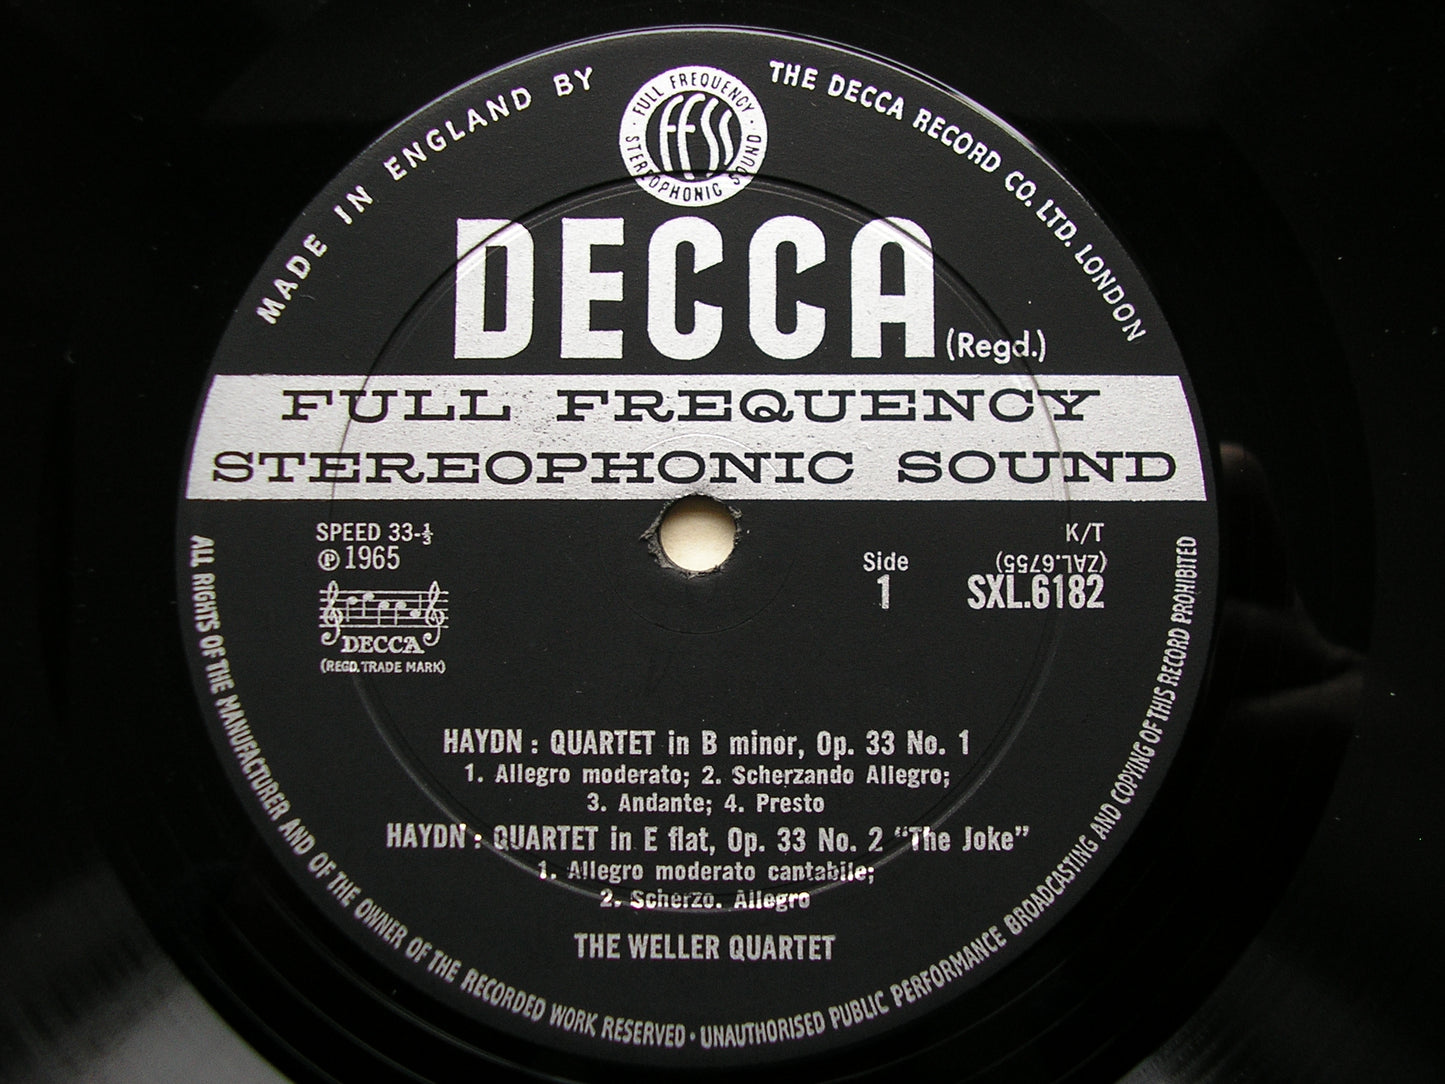 MADE IN ENGLAND BY THE DECCA RECORD CO. LTD. LONDON
FULL FREQUENCY
FFSS
STEREOPHONIC SOUND
DECCA (Regd.)
FULL FREQUENCY
STEREOPHONIC SOUND
SPEED 33-⅓
℗ 1965
DECCA
(REGD. TRADE MARK)
Side
1
K/T
(ZAL.6755)
SXL.6182
HAYDN : QUARTET in B minor, Op. 33 No. 1
1. Allegro moderato; 2. Scherzando Allegro;
3. Andante; 4. Presto
HAYDN : QUARTET in E flat, Op. 33 No. 2 “The Joke”
1. Allegro moderato cantabile;
2. Scherzo. Allegro
THE WELLER QUARTET
ALL RIGHTS OF THE MANUFACTURER AND OF THE OWNER OF THE RECORDED WORK RESERVED • UNAUTHORISED PUBLIC PERFORMANCE BROADCASTING AND COPYING OF THIS RECORD PROHIBITED